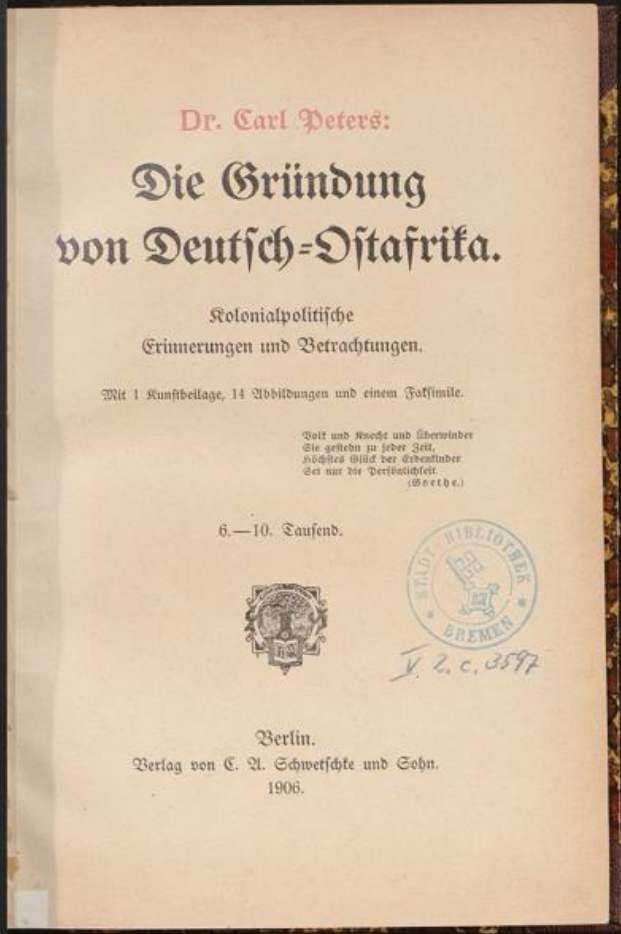 Dr. Carl Peters:
Die Gründung
von Deutsch-Ostafrika.
Kolonialpolitische
Erinnerungen und Betrachtungen.
Mit 1 Kunstbeilage, 14 Abbildungen und einem Faksimile.
Volk und Knecht und Überwinder
Sie gestehn zu jeder Zeit,
Höchstes Glück der Erdenkinder
Sei nur die Persönlichkeit.
(Goethe.)
6.—10. Tausend.
STADT-BIBLIOTHEK
* BREMEN *
V. 2. c. 3597
Berlin.
Verlag von C. A. Schwetschke und Sohn.
1906.